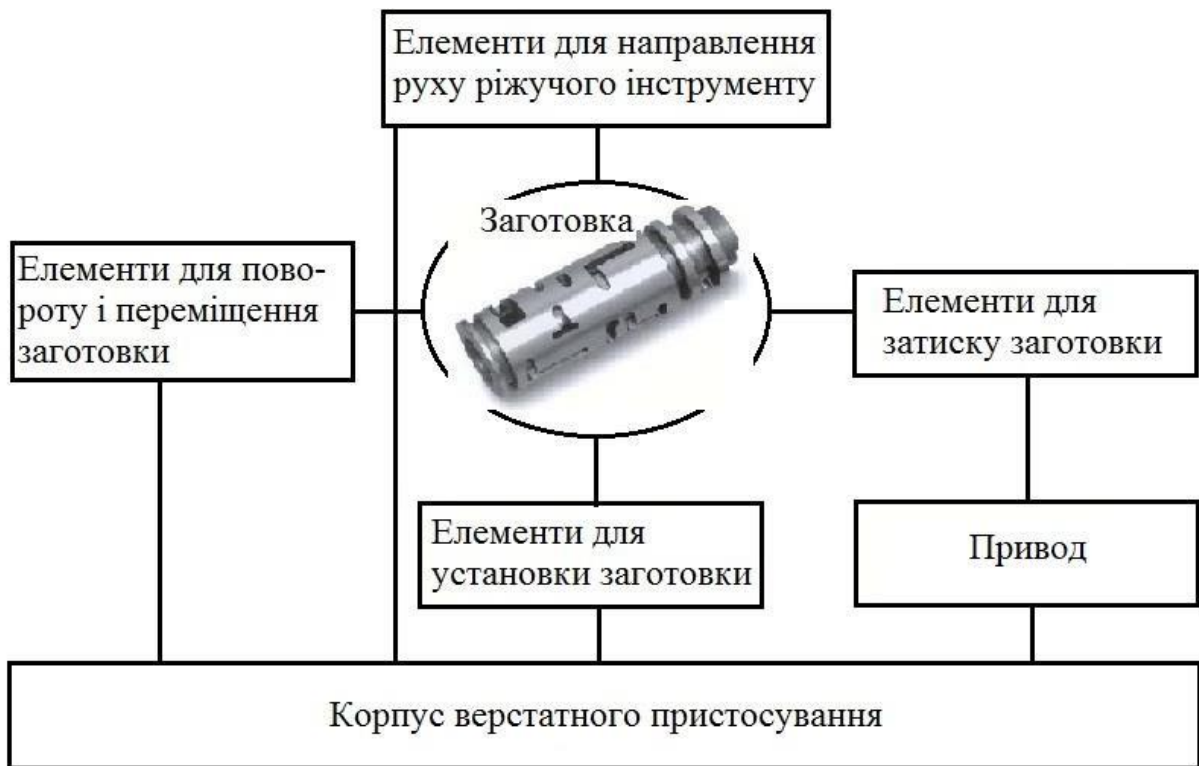 Елементи для направлення
руху ріжучого інструменту
Заготовка
Елементи для пово-
роту і переміщення
заготовки
Елементи для
затиску заготовки
Елементи для
установки заготовки
Привод
Корпус верстатного пристосування